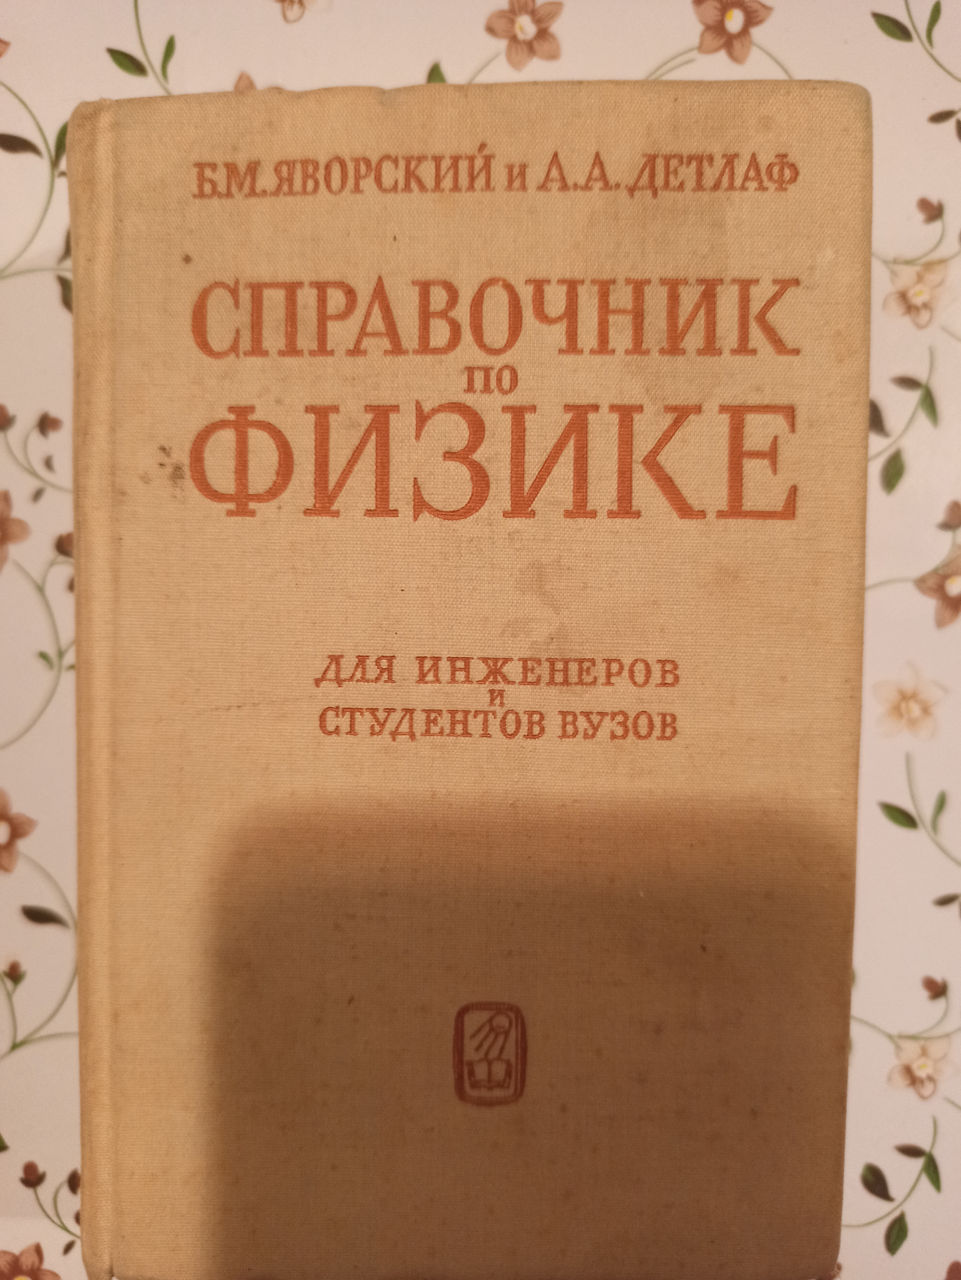 Б.М.ЯВОРСКИЙ и А.А.ДЕТЛАФ
СПРАВОЧНИК
ПО
ФИЗИКЕ
ДЛЯ ИНЖЕНЕРОВ
И
СТУДЕНТОВ ВУЗОВ